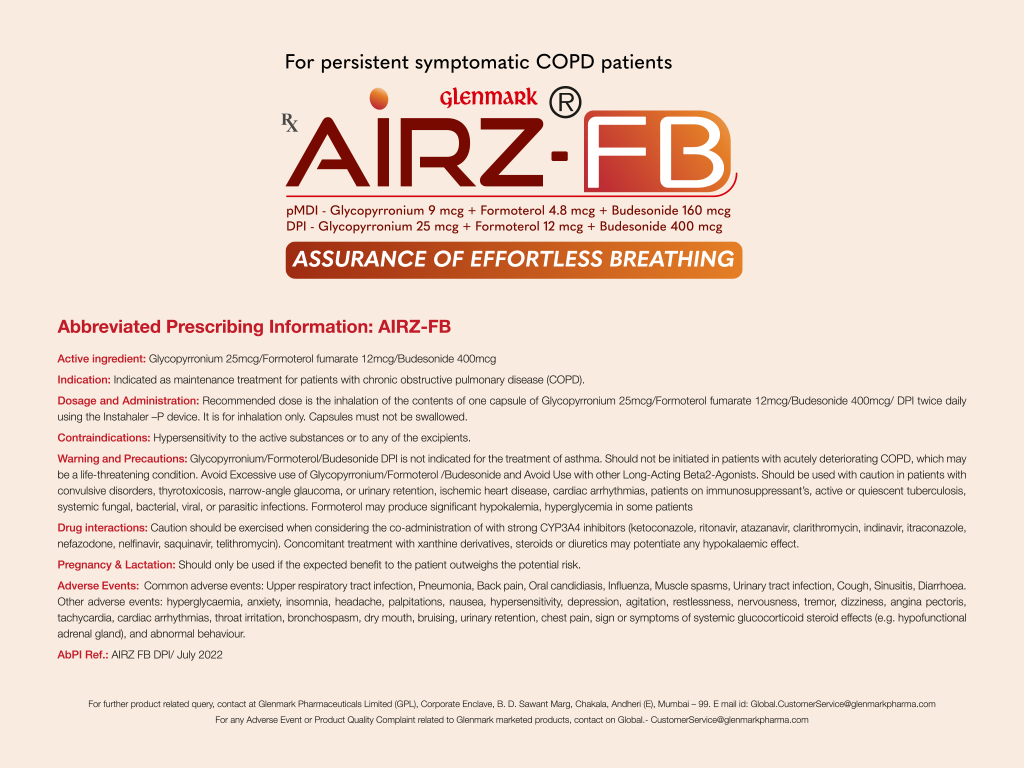 For persistent symptomatic COPD patients
glenmark ®
Rx AIRZ-FB
pMDI - Glycopyrronium 9 mcg + Formoterol 4.8 mcg + Budesonide 160 mcg
DPI - Glycopyrronium 25 mcg + Formoterol 12 mcg + Budesonide 400 mcg
ASSURANCE OF EFFORTLESS BREATHING
Abbreviated Prescribing Information: AIRZ-FB
Active ingredient: Glycopyrronium 25mcg/Formoterol fumarate 12mcg/Budesonide 400mcg
Indication: Indicated as maintenance treatment for patients with chronic obstructive pulmonary disease (COPD).
Dosage and Administration: Recommended dose is the inhalation of the contents of one capsule of Glycopyrronium 25mcg/Formoterol fumarate 12mcg/Budesonide 400mcg/ DPI twice daily
using the Instahaler –P device. It is for inhalation only. Capsules must not be swallowed.
Contraindications: Hypersensitivity to the active substances or to any of the excipients.
Warning and Precautions: Glycopyrronium/Formoterol/Budesonide DPI is not indicated for the treatment of asthma. Should not be initiated in patients with acutely deteriorating COPD, which may
be a life-threatening condition. Avoid Excessive use of Glycopyrronium/Formoterol /Budesonide and Avoid Use with other Long-Acting Beta2-Agonists. Should be used with caution in patients with
convulsive disorders, thyrotoxicosis, narrow-angle glaucoma, or urinary retention, ischemic heart disease, cardiac arrhythmias, patients on immunosuppressant's, active or quiescent tuberculosis,
systemic fungal, bacterial, viral, or parasitic infections. Formoterol may produce significant hypokalemia, hyperglycemia in some patients
Drug interactions: Caution should be exercised when considering the co-administration of with strong CYP3A4 inhibitors (ketoconazole, ritonavir, atazanavir, clarithromycin, indinavir, itraconazole,
nefazodone, nelfinavir, saquinavir, telithromycin). Concomitant treatment with xanthine derivatives, steroids or diuretics may potentiate any hypokalaemic effect.
Pregnancy & Lactation: Should only be used if the expected benefit to the patient outweighs the potential risk.
Adverse Events: Common adverse events: Upper respiratory tract infection, Pneumonia, Back pain, Oral candidiasis, Influenza, Muscle spasms, Urinary tract infection, Cough, Sinusitis, Diarrhoea.
Other adverse events: hyperglycaemia, anxiety, insomnia, headache, palpitations, nausea, hypersensitivity, depression, agitation, restlessness, nervousness, tremor, dizziness, angina pectoris,
tachycardia, cardiac arrhythmias, throat irritation, bronchospasm, dry mouth, bruising, urinary retention, chest pain, sign or symptoms of systemic glucocorticoid steroid effects (e.g. hypofunctional
adrenal gland), and abnormal behaviour.
AbPI Ref.: AIRZ FB DPI/ July 2022
For further product related query, contact at Glenmark Pharmaceuticals Limited (GPL), Corporate Enclave, B. D. Sawant Marg, Chakala, Andheri (E), Mumbai – 99. E mail id: Global.CustomerService@glenmarkpharma.com
For any Adverse Event or Product Quality Complaint related to Glenmark marketed products, contact on Global.- CustomerService@glenmarkpharma.com